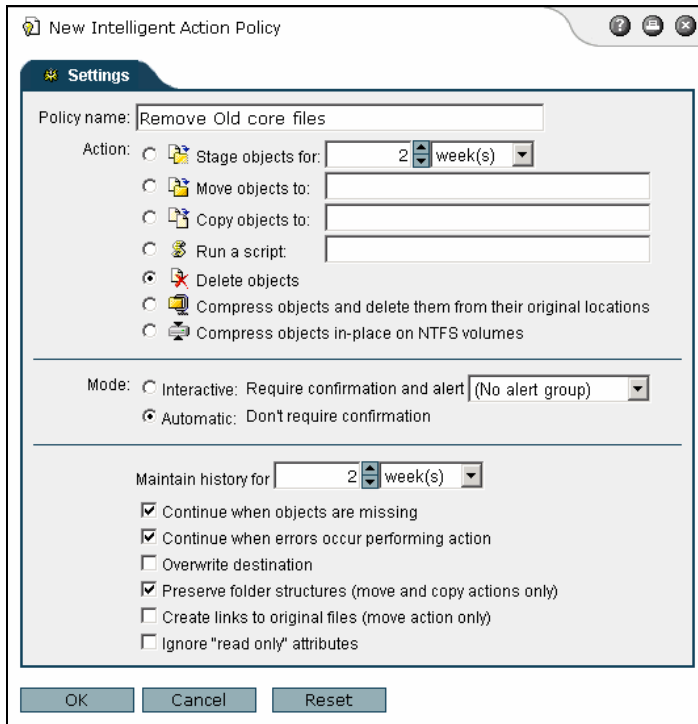 New Intelligent Action Policy
Settings
Policy name: Remove Old core files
Action: Stage objects for: 2 week(s)
Move objects to:
Copy objects to:
Run a script:
Delete objects
Compress objects and delete them from their original locations
Compress objects in-place on NTFS volumes
Mode: Interactive: Require confirmation and alert (No alert group)
Automatic: Don't require confirmation
Maintain history for 2 week(s)
Continue when objects are missing
Continue when errors occur performing action
Overwrite destination
Preserve folder structures (move and copy actions only)
Create links to original files (move action only)
Ignore "read only" attributes
OK Cancel Reset